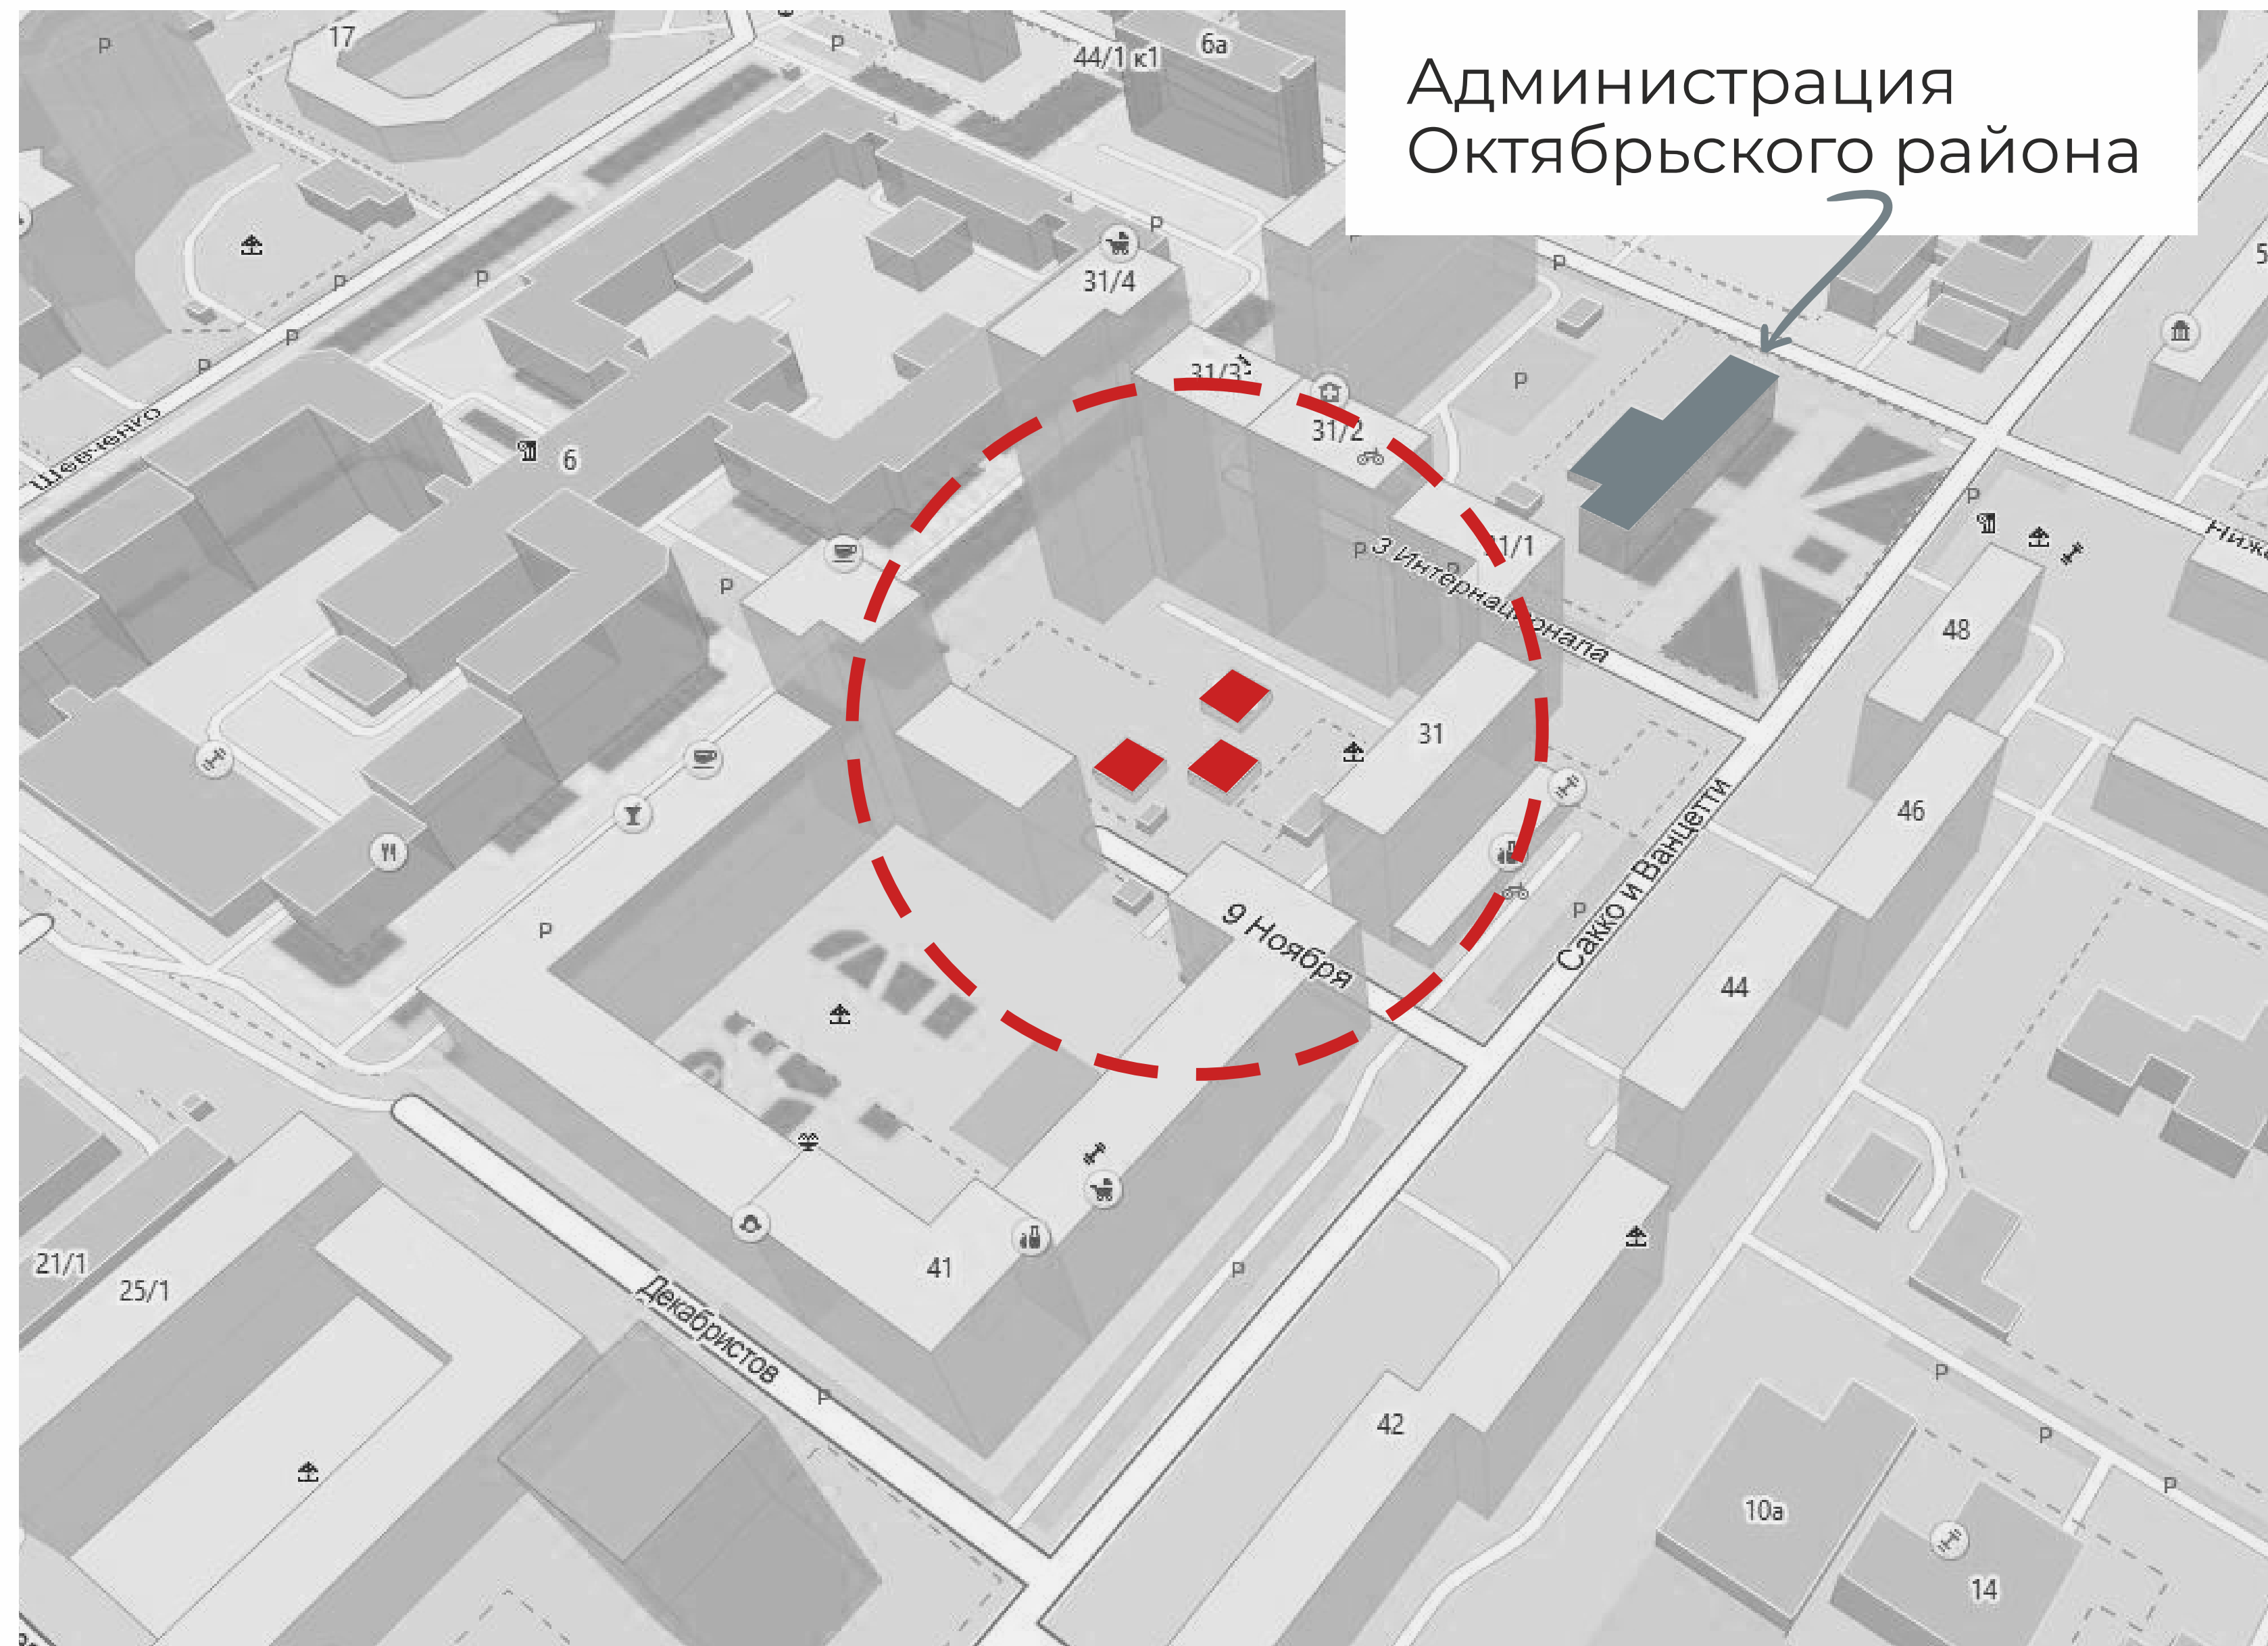 Администрация
Октябрьского района
17
P
P
44/1 к1
6а
P
P
P
31/4
P
P
P
P
31/3
31/2
P
Шевченко
6
P
3 Интернационала
P
P
48
31
Сакко и Ванцетти
46
9 Ноября
P
P
44
21/1
25/1
41
P
Декабристов
P
42
P
P
P
10а
14